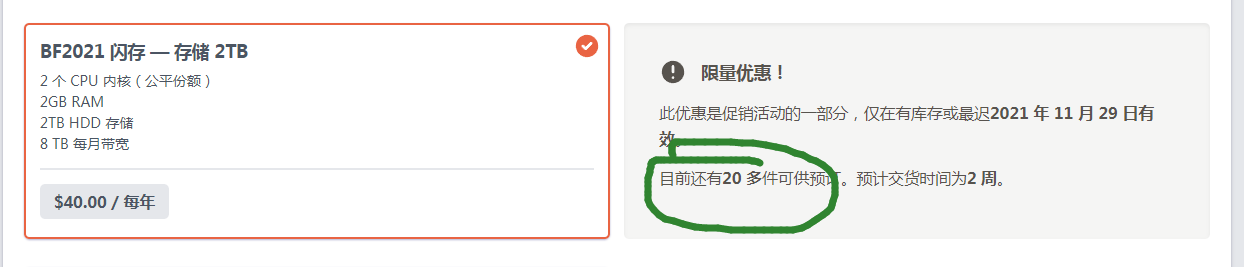 BF2021 闪存 — 存储 2TB
2 个 CPU 内核（公平份额）
2GB RAM
2TB HDD 存储
8 TB 每月带宽
$40.00 / 每年
限量优惠！
此优惠是促销活动的一部分，仅在有库存或最迟2021 年 11 月 29 日有
效。
目前还有20 多件可供预订。预计交货时间为2 周。